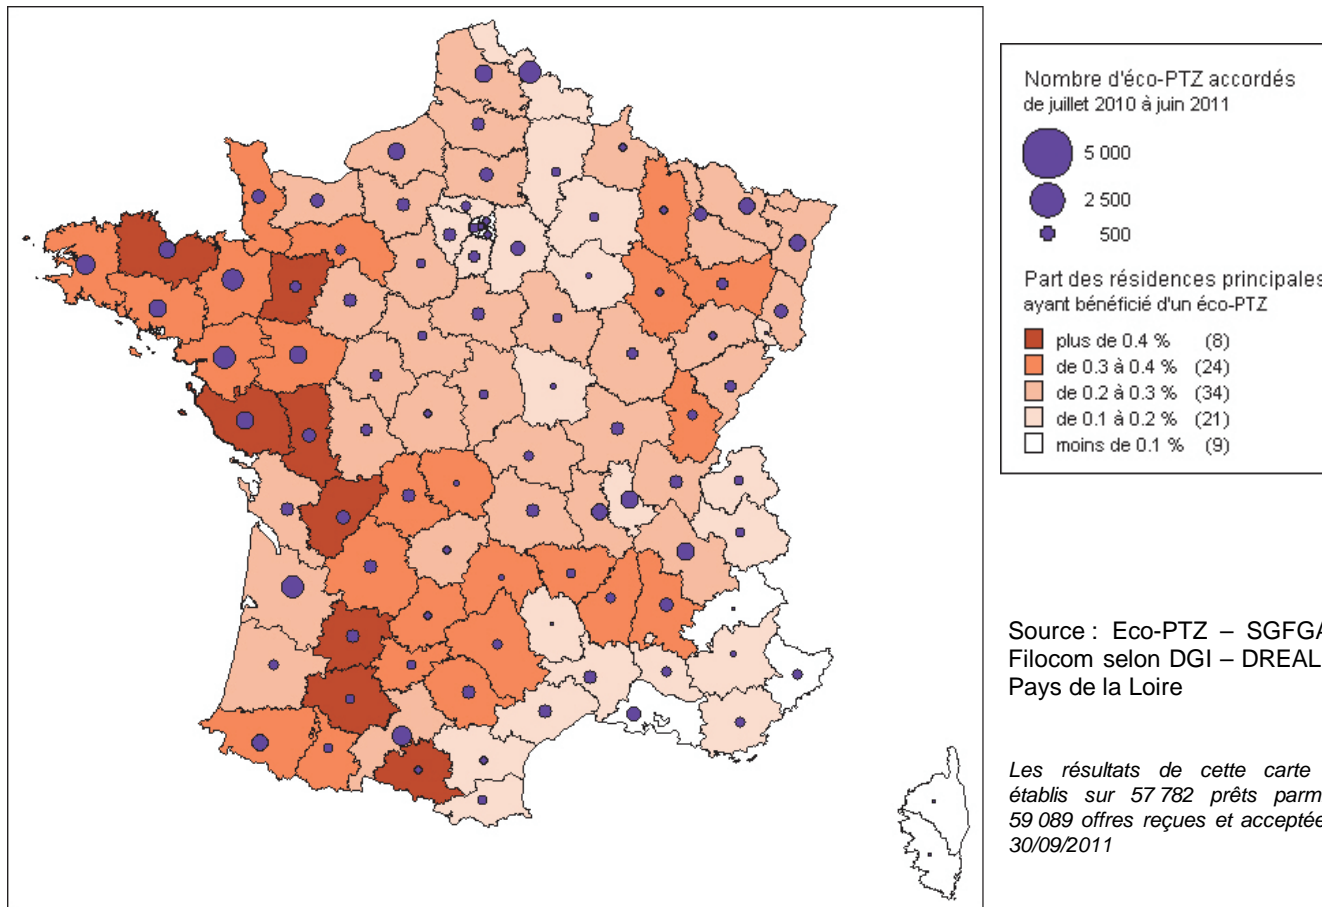 Nombre d'éco-PTZ accordés
de juillet 2010 à juin 2011
5 000
2 500
500
Part des résidences principales
ayant bénéficié d'un éco-PTZ
plus de 0.4 % (8)
de 0.3 à 0.4 % (24)
de 0.2 à 0.3 % (34)
de 0.1 à 0.2 % (21)
moins de 0.1 % (9)
Source : Eco-PTZ – SGFGA
Filocom selon DGI – DREAL
Pays de la Loire
Les résultats de cette carte
établis sur 57 782 prêts parm
59 089 offres reçues et acceptée
30/09/2011